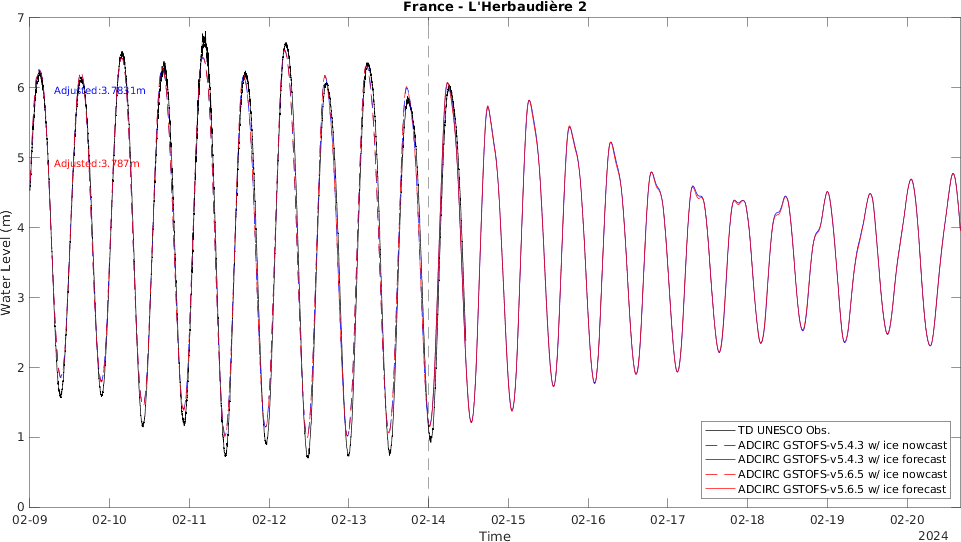 France - L'Herbaudière 2
Water Level (m)
7
6
5
4
3
2
1
0
Adjusted:3.7831m
Adjusted:3.787m
TD UNESCO Obs.
ADCIRC GSTOFS-v5.4.3 w/ ice nowcast
ADCIRC GSTOFS-v5.4.3 w/ ice forecast
ADCIRC GSTOFS-v5.6.5 w/ ice nowcast
ADCIRC GSTOFS-v5.6.5 w/ ice forecast
02-09 02-10 02-11 02-12 02-13 02-14 02-15 02-16 02-17 02-18 02-19 02-20
Time
2024